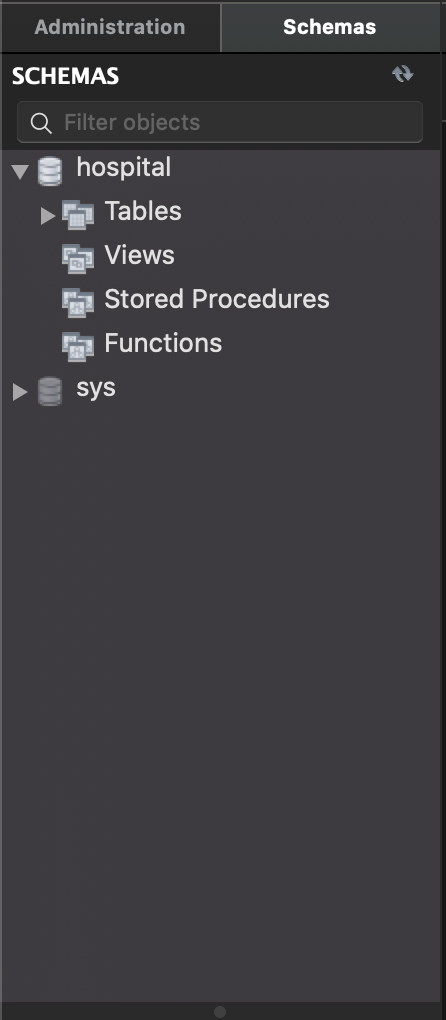 Administration Schemas
SCHEMAS
Filter objects
hospital
Tables
Views
Stored Procedures
Functions
sys